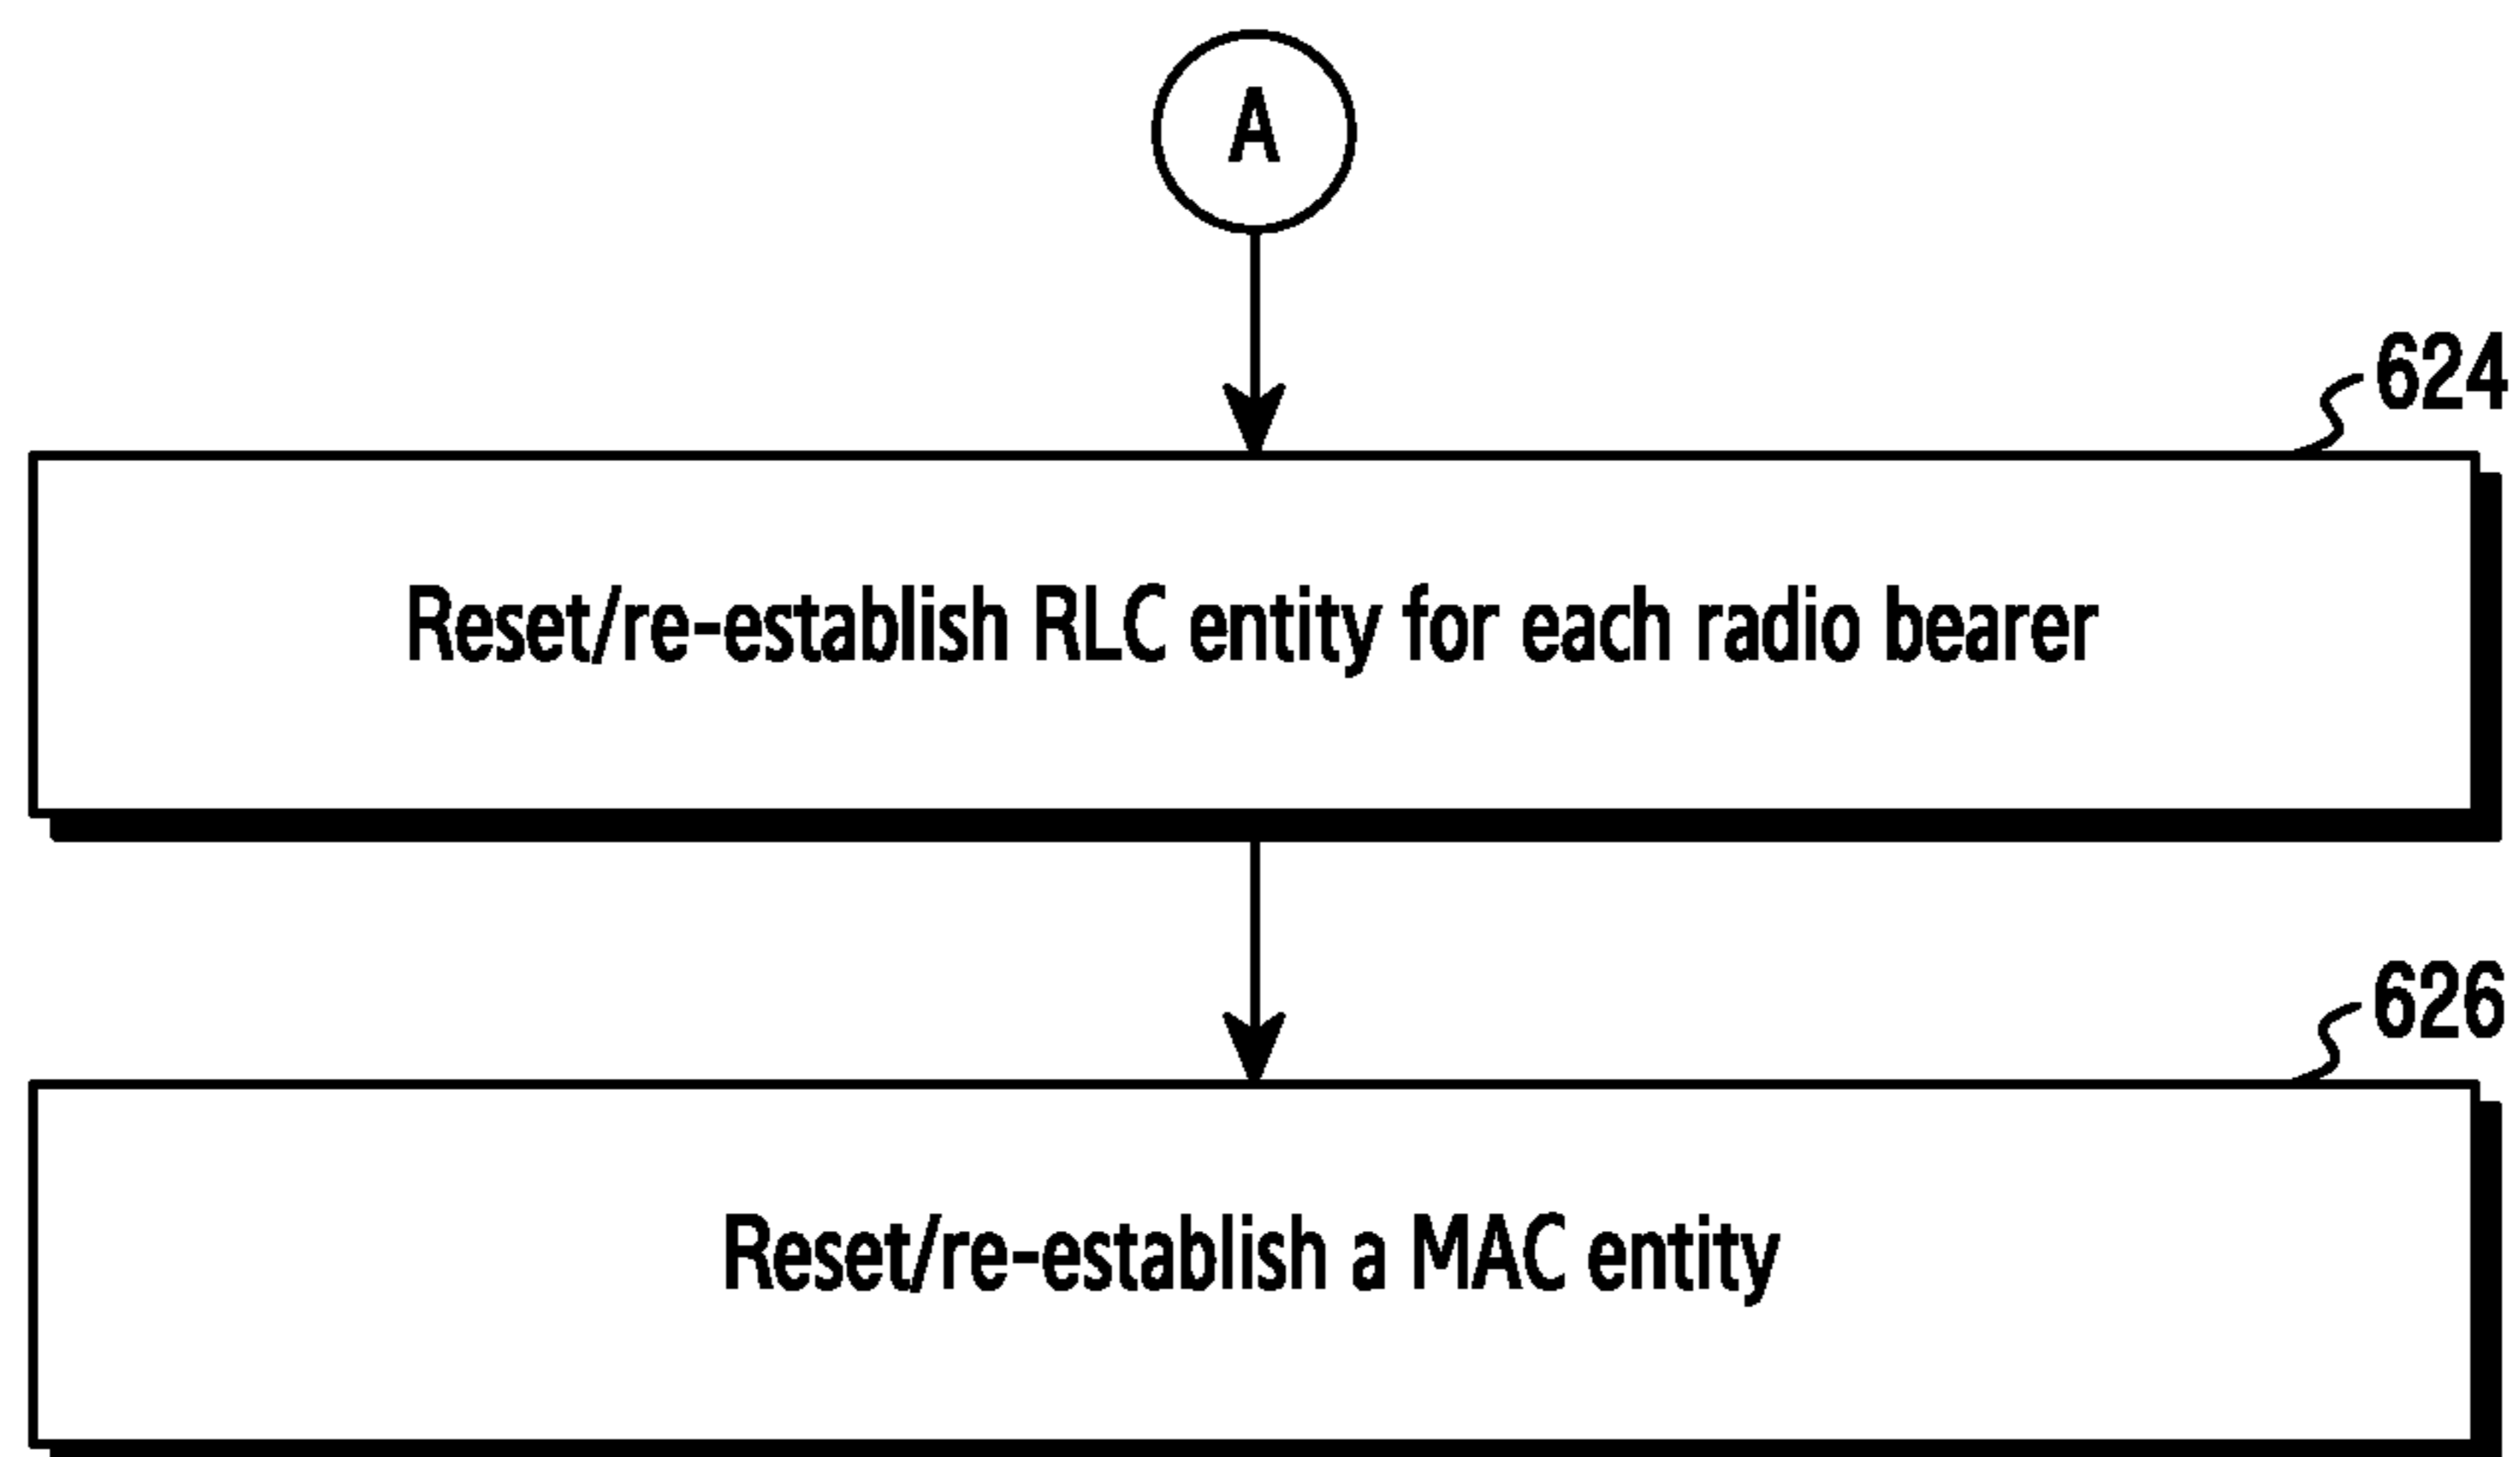 A
624
Reset/re-establish RLC entity for each radio bearer
626
Reset/re-establish a MAC entity